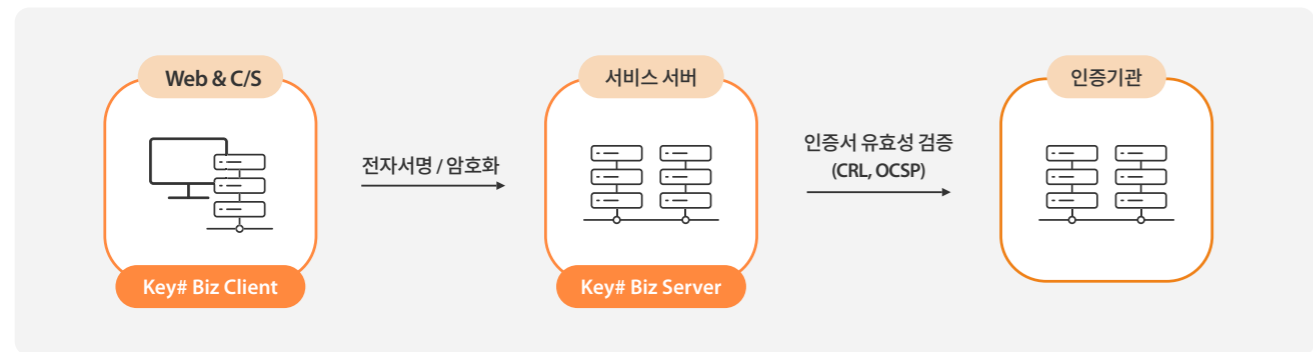 Web & C/S
서비스 서버
인증기관
전자서명 / 암호화
인증서 유효성 검증
(CRL, OCSP)
Key# Biz Client
Key# Biz Server